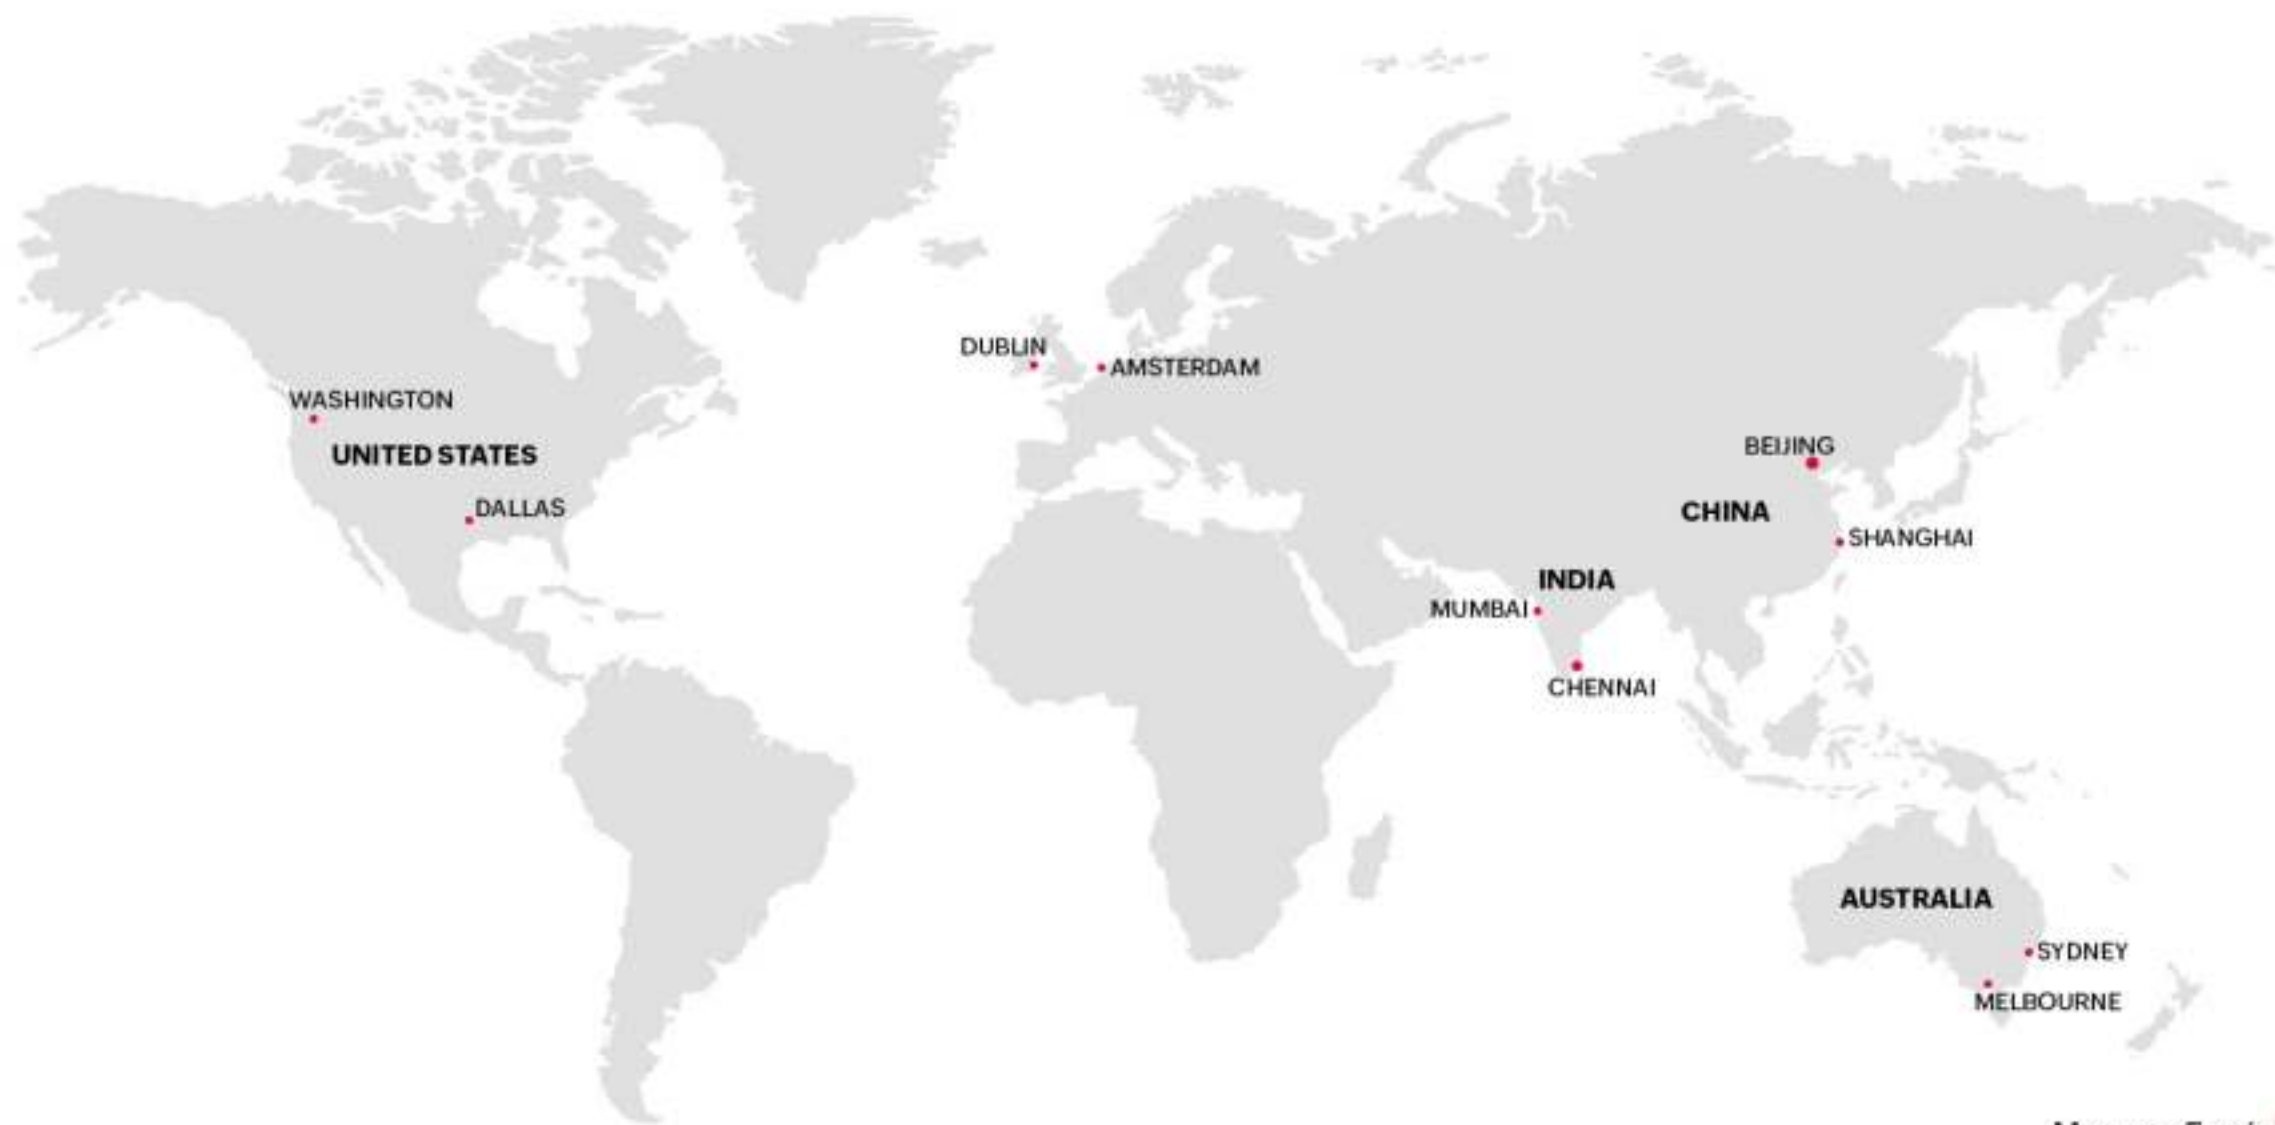 DUBLIN
AMSTERDAM
WASHINGTON
UNITED STATES
DALLAS
BEIJING
CHINA
SHANGHAI
INDIA
MUMBAI
CHENNAI
AUSTRALIA
SYDNEY
MELBOURNE